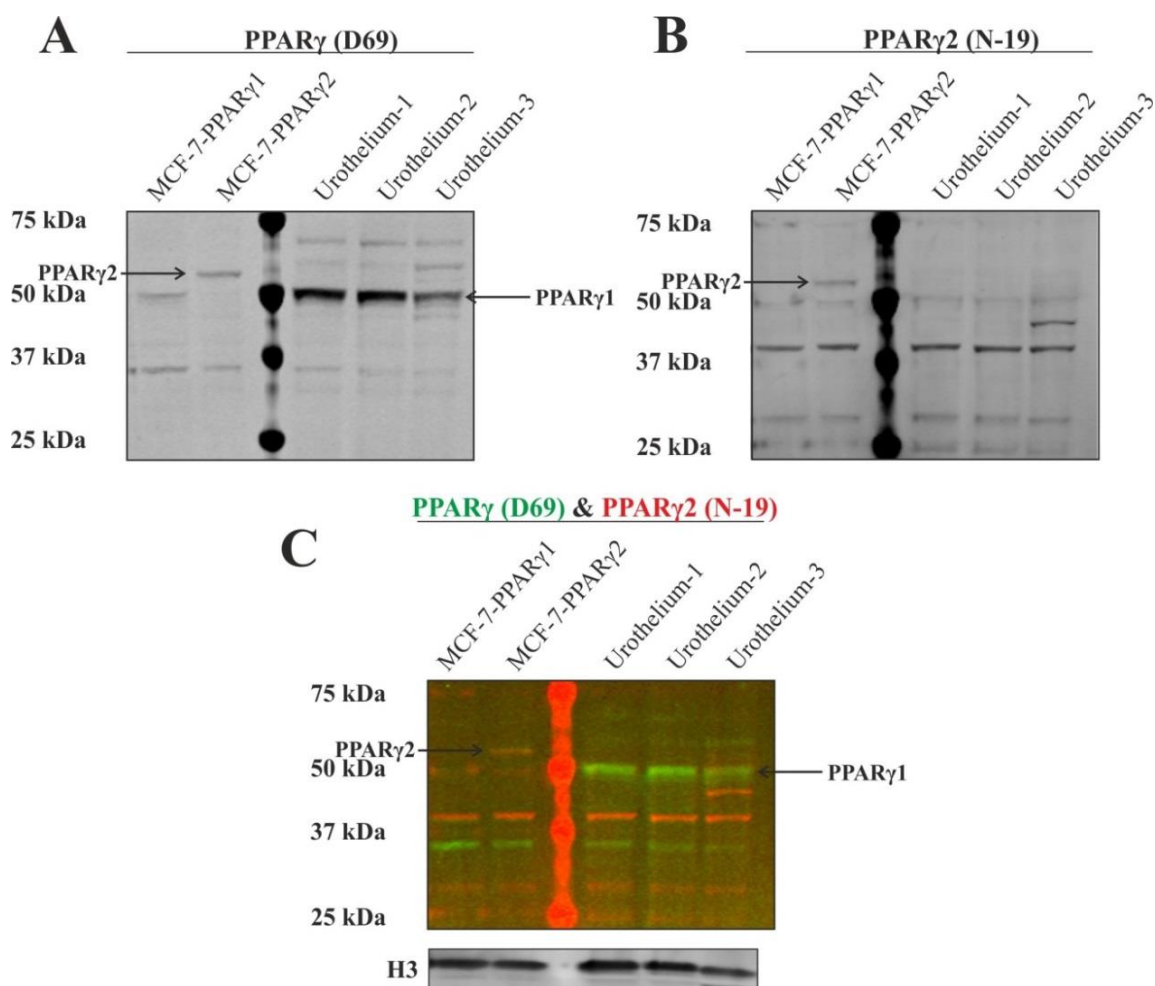 A
PPARγ (D69)
MCF-7-PPARγ1
MCF-7-PPARγ2
Urothelium-1
Urothelium-2
Urothelium-3
75 kDa
PPARγ2
50 kDa
PPARγ1
37 kDa
25 kDa
B
PPARγ2 (N-19)
MCF-7-PPARγ1
MCF-7-PPARγ2
Urothelium-1
Urothelium-2
Urothelium-3
75 kDa
PPARγ2
50 kDa
37 kDa
25 kDa
PPARγ (D69) & PPARγ2 (N-19)
C
MCF-7-PPARγ1
MCF-7-PPARγ2
Urothelium-1
Urothelium-2
Urothelium-3
75 kDa
PPARγ2
50 kDa
PPARγ1
37 kDa
25 kDa
H3